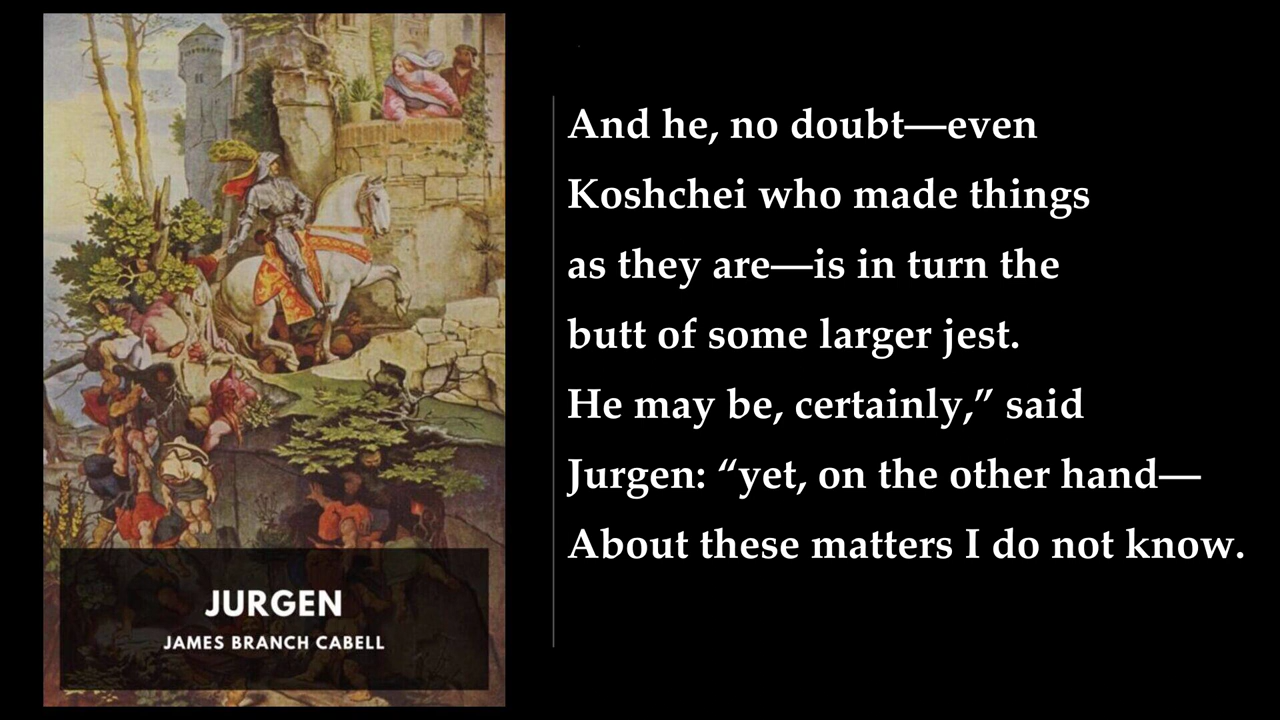 JURGEN
JAMES BRANCH CABELL
And he, no doubt—even
Koshchei who made things
as they are—is in turn the
butt of some larger jest.
He may be, certainly,” said
Jurgen: “yet, on the other hand—
About these matters I do not know.